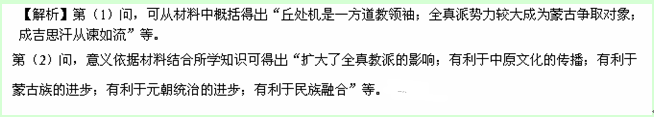 【解析】第（1）问，可从材料中概括得出“丘处机是一方道教领袖；全真派势力较大成为蒙古争取对象；
成吉思汗从谏如流”等。
第（2）问，意义依据材料结合所学知识可得出“扩大了全真教派的影响；有利于中原文化的传播；有利于
蒙古族的进步；有利于元朝统治的进步；有利于民族融合”等。